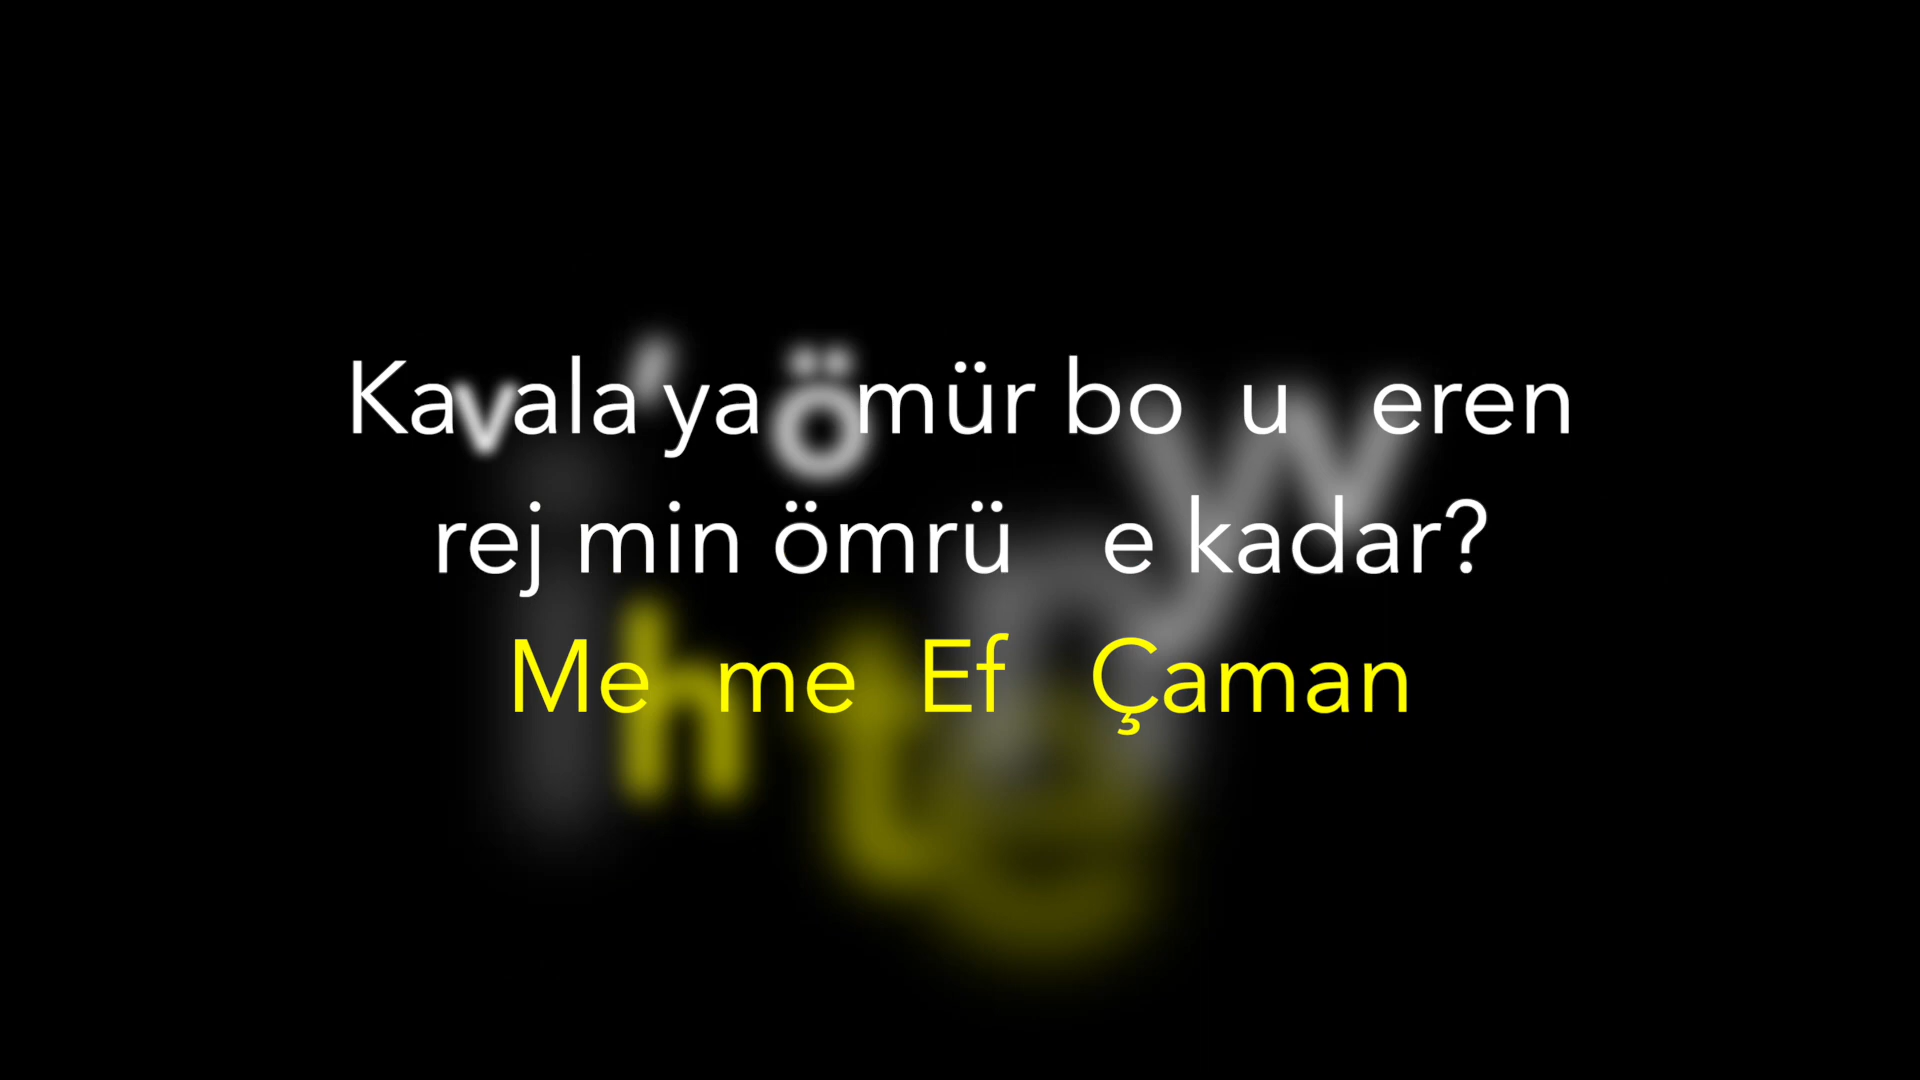 Kavala'ya ömür boyu veren
rejimin ömrü ne kadar?
Mehmet Efe Çaman